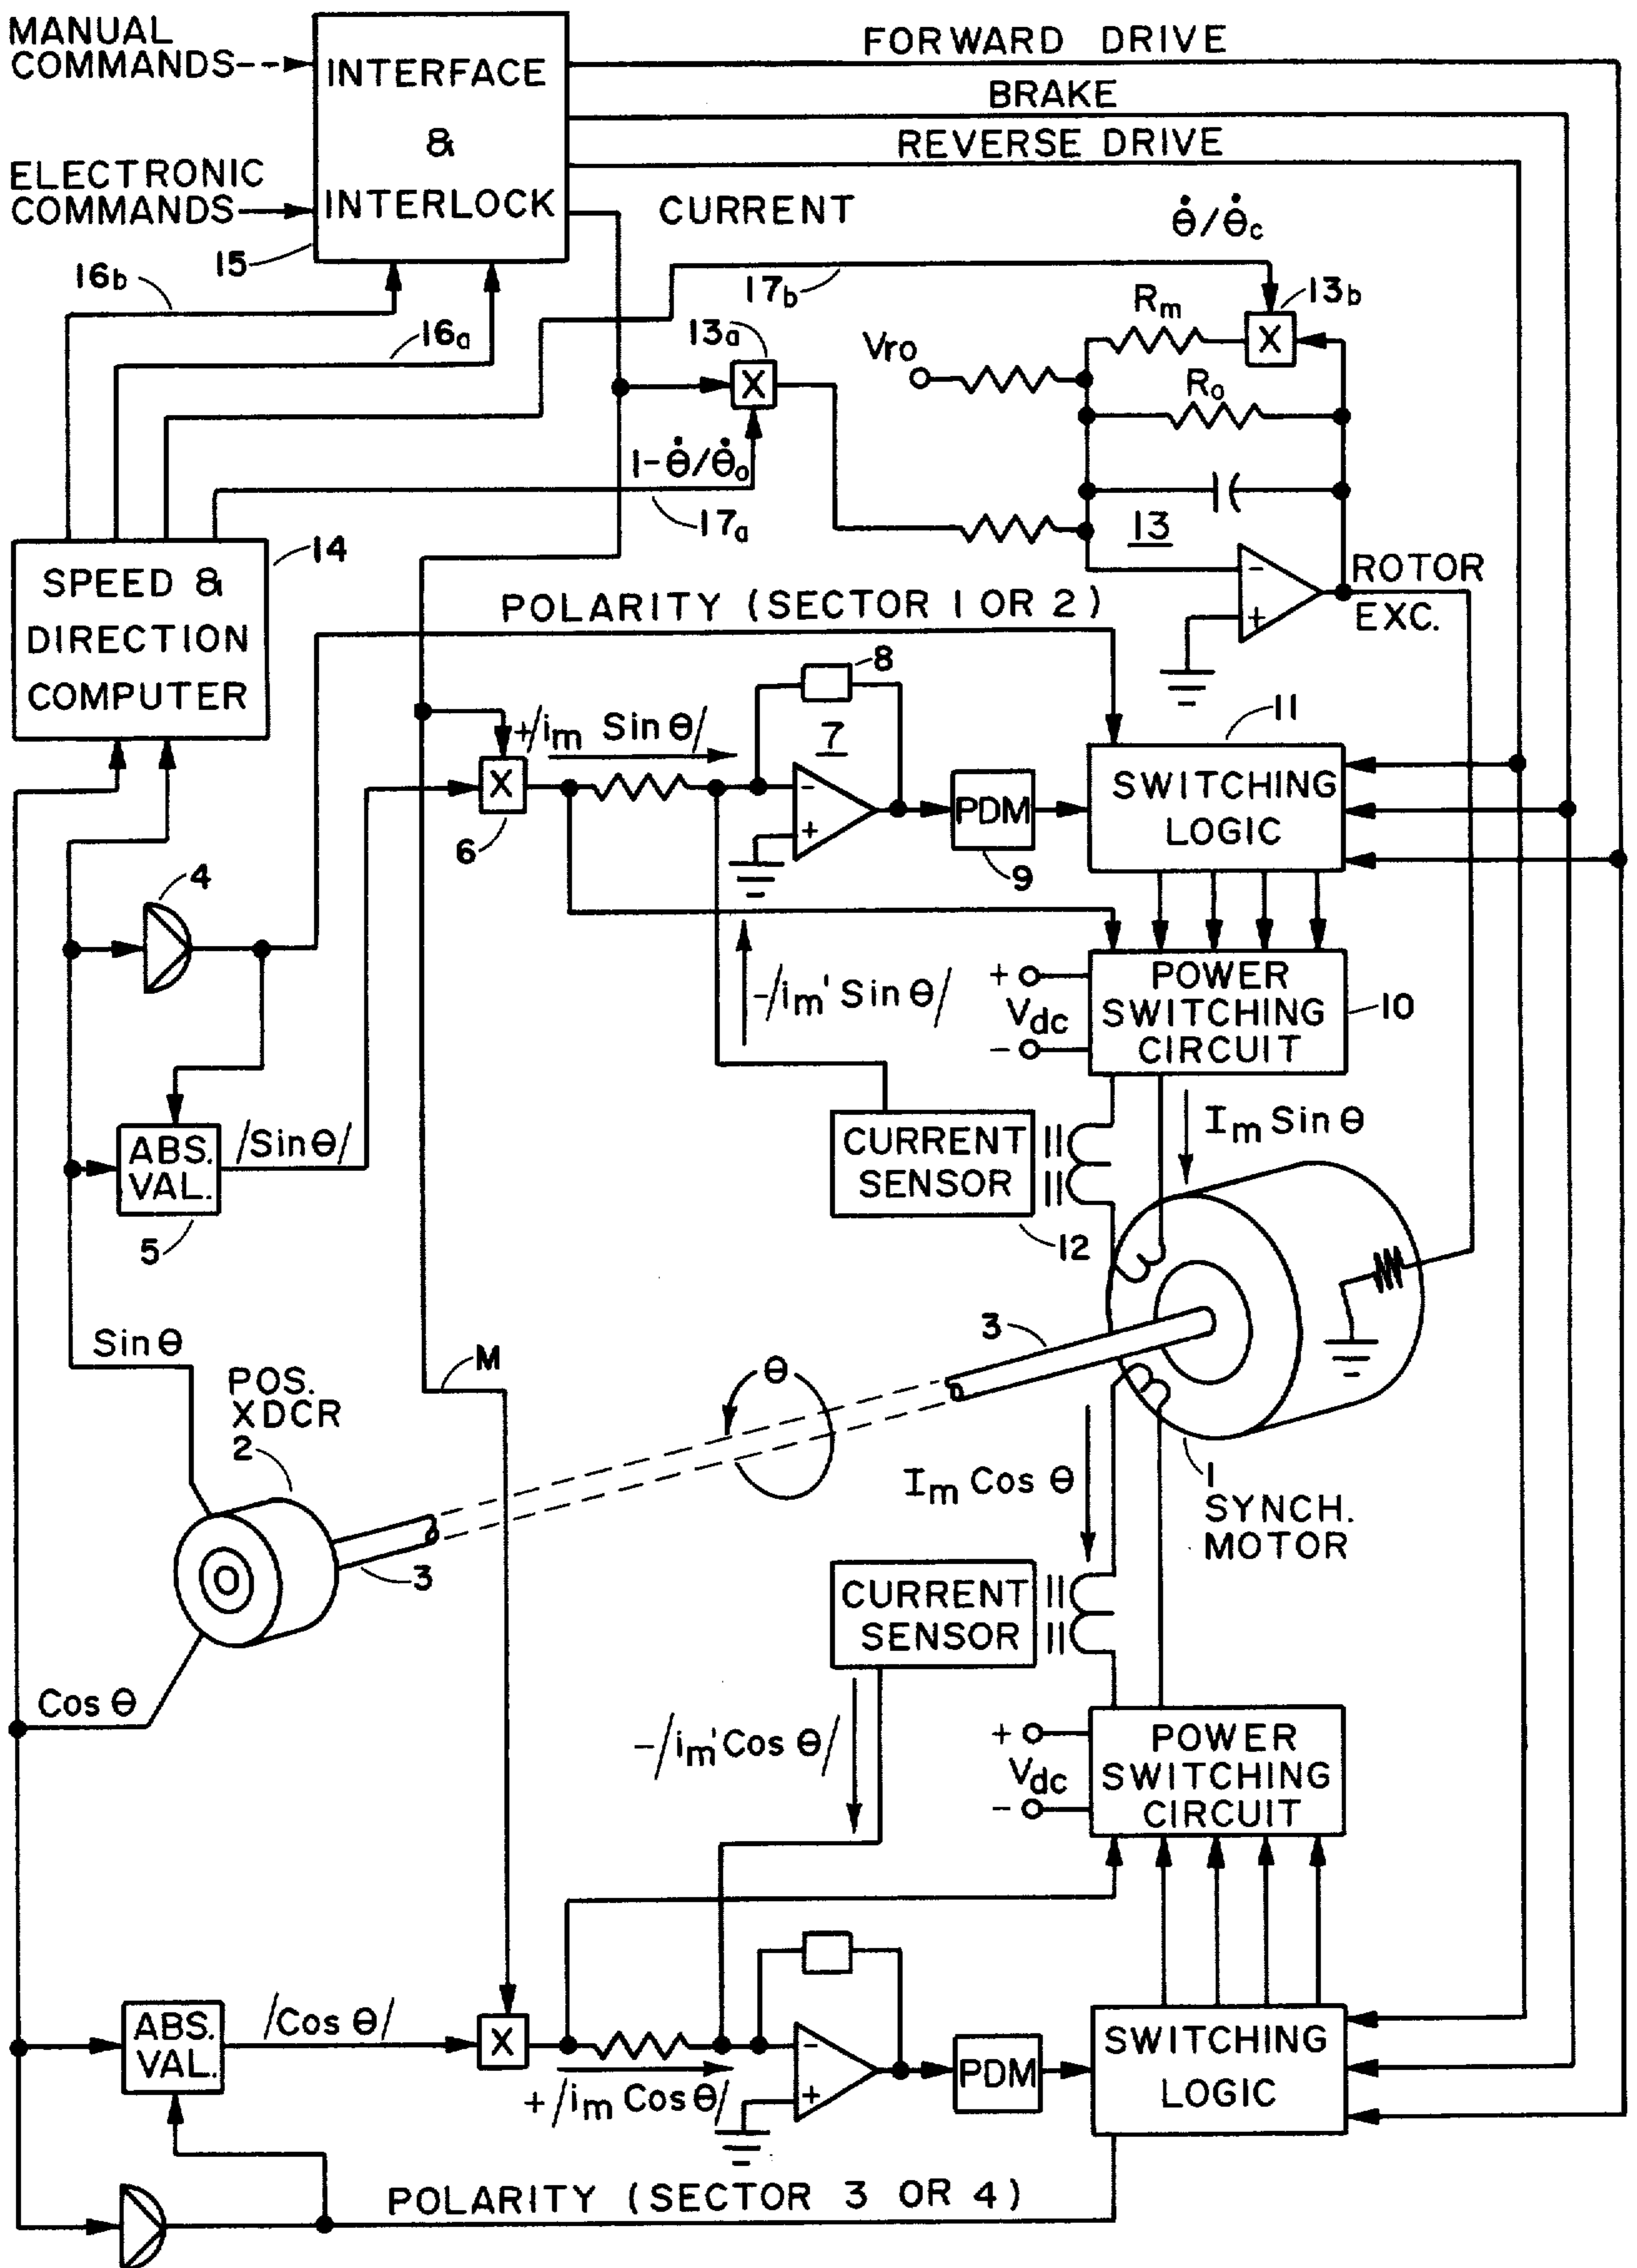 MANUAL
COMMANDS
FORWARD DRIVE
INTERFACE
&
INTERLOCK
BRAKE
REVERSE DRIVE
ELECTRONIC
COMMANDS
CURRENT
θ̇/θ̇c
15
16b
17b
Rm
13b
X
16a
13a
Vro
X
Ro
1-θ̇/θ̇o
17a
13
14
SPEED &
DIRECTION
COMPUTER
-
+
ROTOR
EXC.
POLARITY (SECTOR 1 OR 2)
8
11
+/im Sin θ/
7
X
6
-
+
PDM
9
SWITCHING
LOGIC
4
-/im' Sin θ/
+
Vdc
-
POWER
SWITCHING
CIRCUIT
10
/Sin θ/
ABS.
VAL.
5
CURRENT
SENSOR
12
Im Sin θ
Sin θ
3
M
θ
POS.
XDCR
2
Im Cos θ
1
SYNCH.
MOTOR
3
CURRENT
SENSOR
Cos θ
-/im' Cos θ/
+
Vdc
-
POWER
SWITCHING
CIRCUIT
ABS.
VAL.
/Cos θ/
X
-
+
+/im Cos θ/
PDM
SWITCHING
LOGIC
POLARITY (SECTOR 3 OR 4)